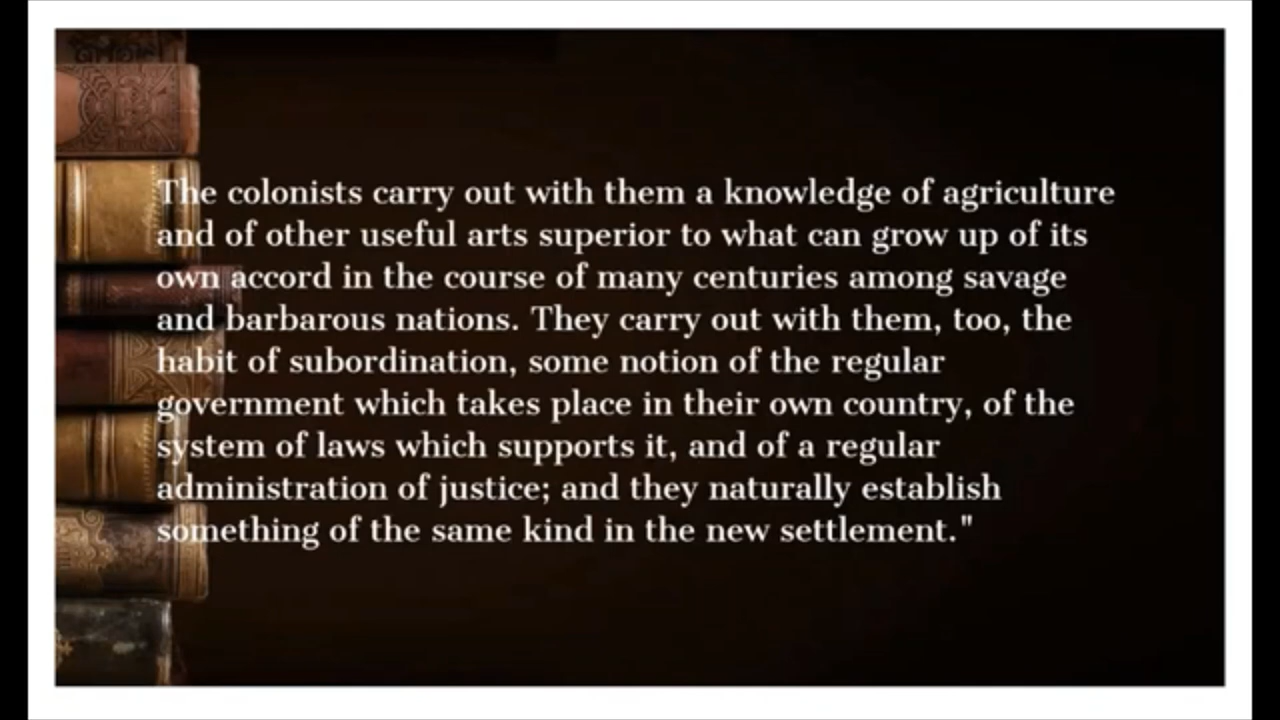 The colonists carry out with them a knowledge of agriculture
and of other useful arts superior to what can grow up of its
own accord in the course of many centuries among savage
and barbarous nations. They carry out with them, too, the
habit of subordination, some notion of the regular
government which takes place in their own country, of the
system of laws which supports it, and of a regular
administration of justice; and they naturally establish
something of the same kind in the new settlement."